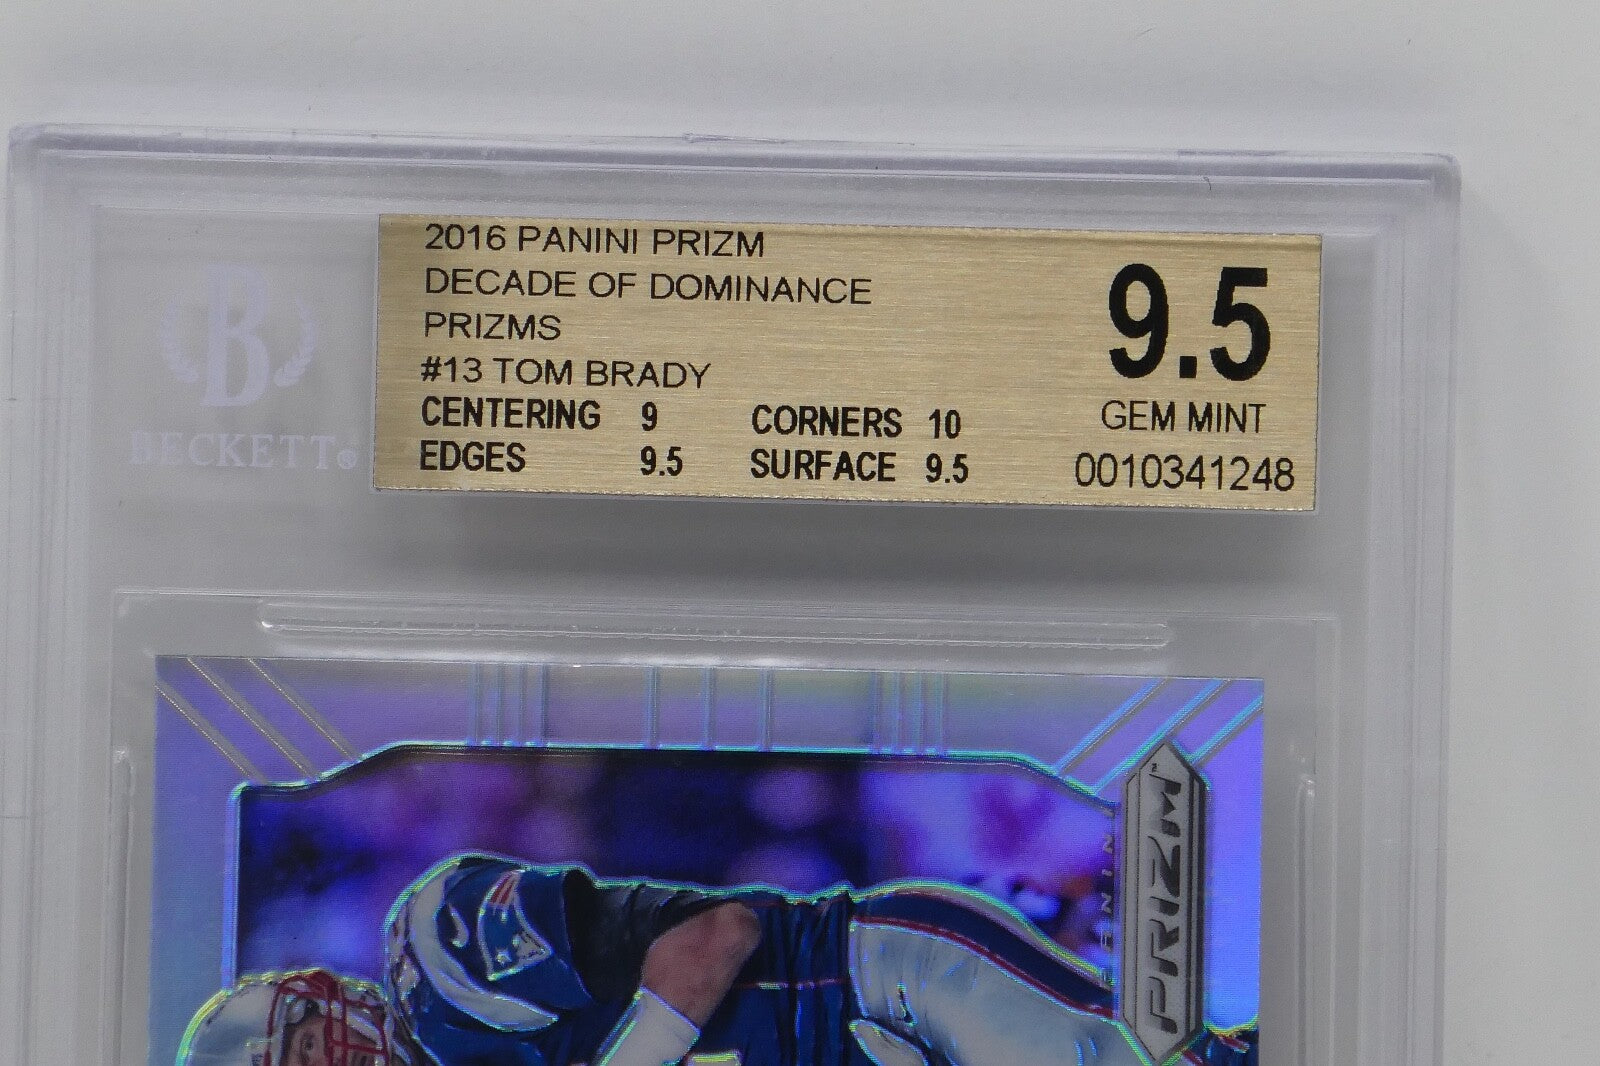 2016 PANINI PRIZM
DECADE OF DOMINANCE
PRIZMS
#13 TOM BRADY
CENTERING 9 CORNERS 10
EDGES 9.5 SURFACE 9.5
9.5
GEM MINT
0010341248
B
BECKETT®
PANINI
PRIZM